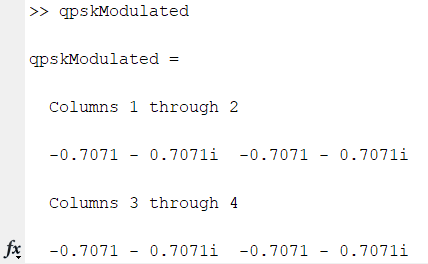 >> qpskModulated
qpskModulated =
Columns 1 through 2
-0.7071 - 0.7071i  -0.7071 - 0.7071i
Columns 3 through 4
fx -0.7071 - 0.7071i  -0.7071 - 0.7071i